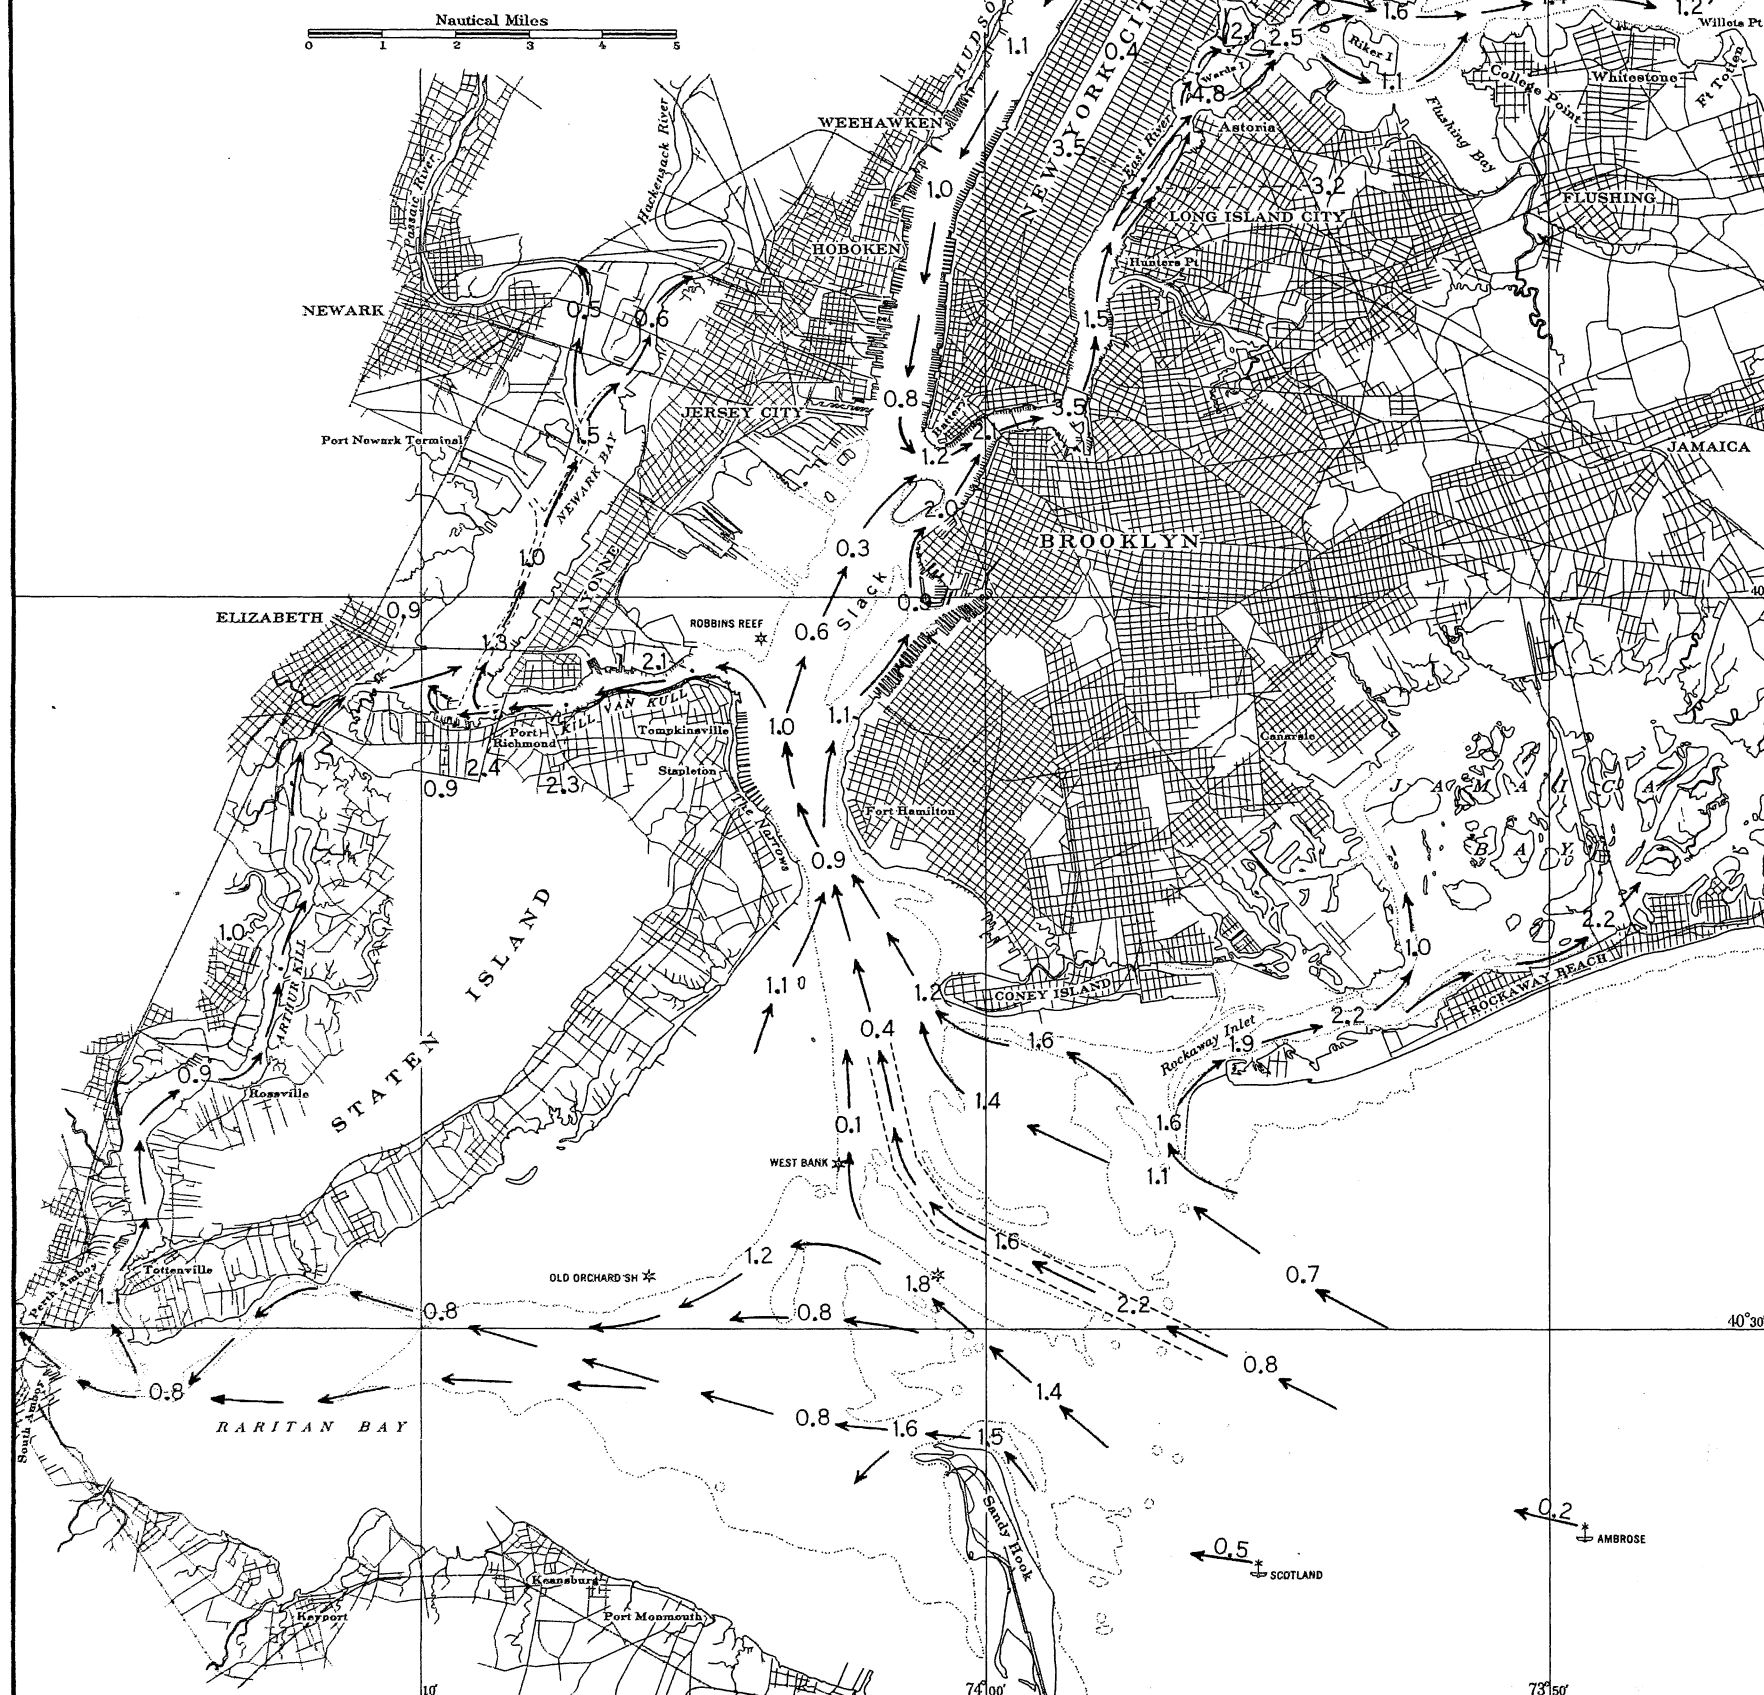 Nautical Miles
0 1 2 3 4 5
HUDSO
1.1
NEW YORK CITY
0.4
2.5
1.6
1.2
Willets Pt
Riker I
Wards I
1.1
College Point
Whitestone
Ft Totten
4.8
Astoria
Flushing Bay
WEEHAWKEN
Hackensack River
Passaic River
3.5
East River
3.2
1.0
LONG ISLAND CITY
FLUSHING
HOBOKEN
Hunters Pt
NEWARK
0.5
0.6
1.5
JERSEY CITY
0.8
Battery
3.5
Port Newark Terminal
.5
1.2
JAMAICA
NEWARK BAY
2.0
1.0
0.3
BROOKLYN
BAYONNE
Slack
0.9
40
ELIZABETH
0.9
ROBBINS REEF
0.6
1.3
2.1
KILL VAN KULL
1.1
1.0
Port Richmond
Tompkinsville
Canarsie
2.4
Stapleton
0.9
2.3
The Narrows
Fort Hamilton
JAMAICA
BAY
0.9
STATEN ISLAND
1.0
ARTHUR KILL
2.2
1.0
1.1
1.2
CONEY ISLAND
ROCKAWAY BEACH
0.4
2.2
1.6
Rockaway Inlet
1.9
0.9
Rossville
1.4
0.1
1.6
WEST BANK
1.1
1.6
1.2
Tottenville
OLD ORCHARD SH
1.8
0.7
Perth Amboy
0.8
0.8
2.2
40°30'
0.8
0.8
1.4
South Amboy
RARITAN BAY
0.8
1.6
1.5
Sandy Hook
0.2
AMBROSE
0.5
SCOTLAND
Keansburg
Keyport
Port Monmouth
10'
74°00'
73°50'